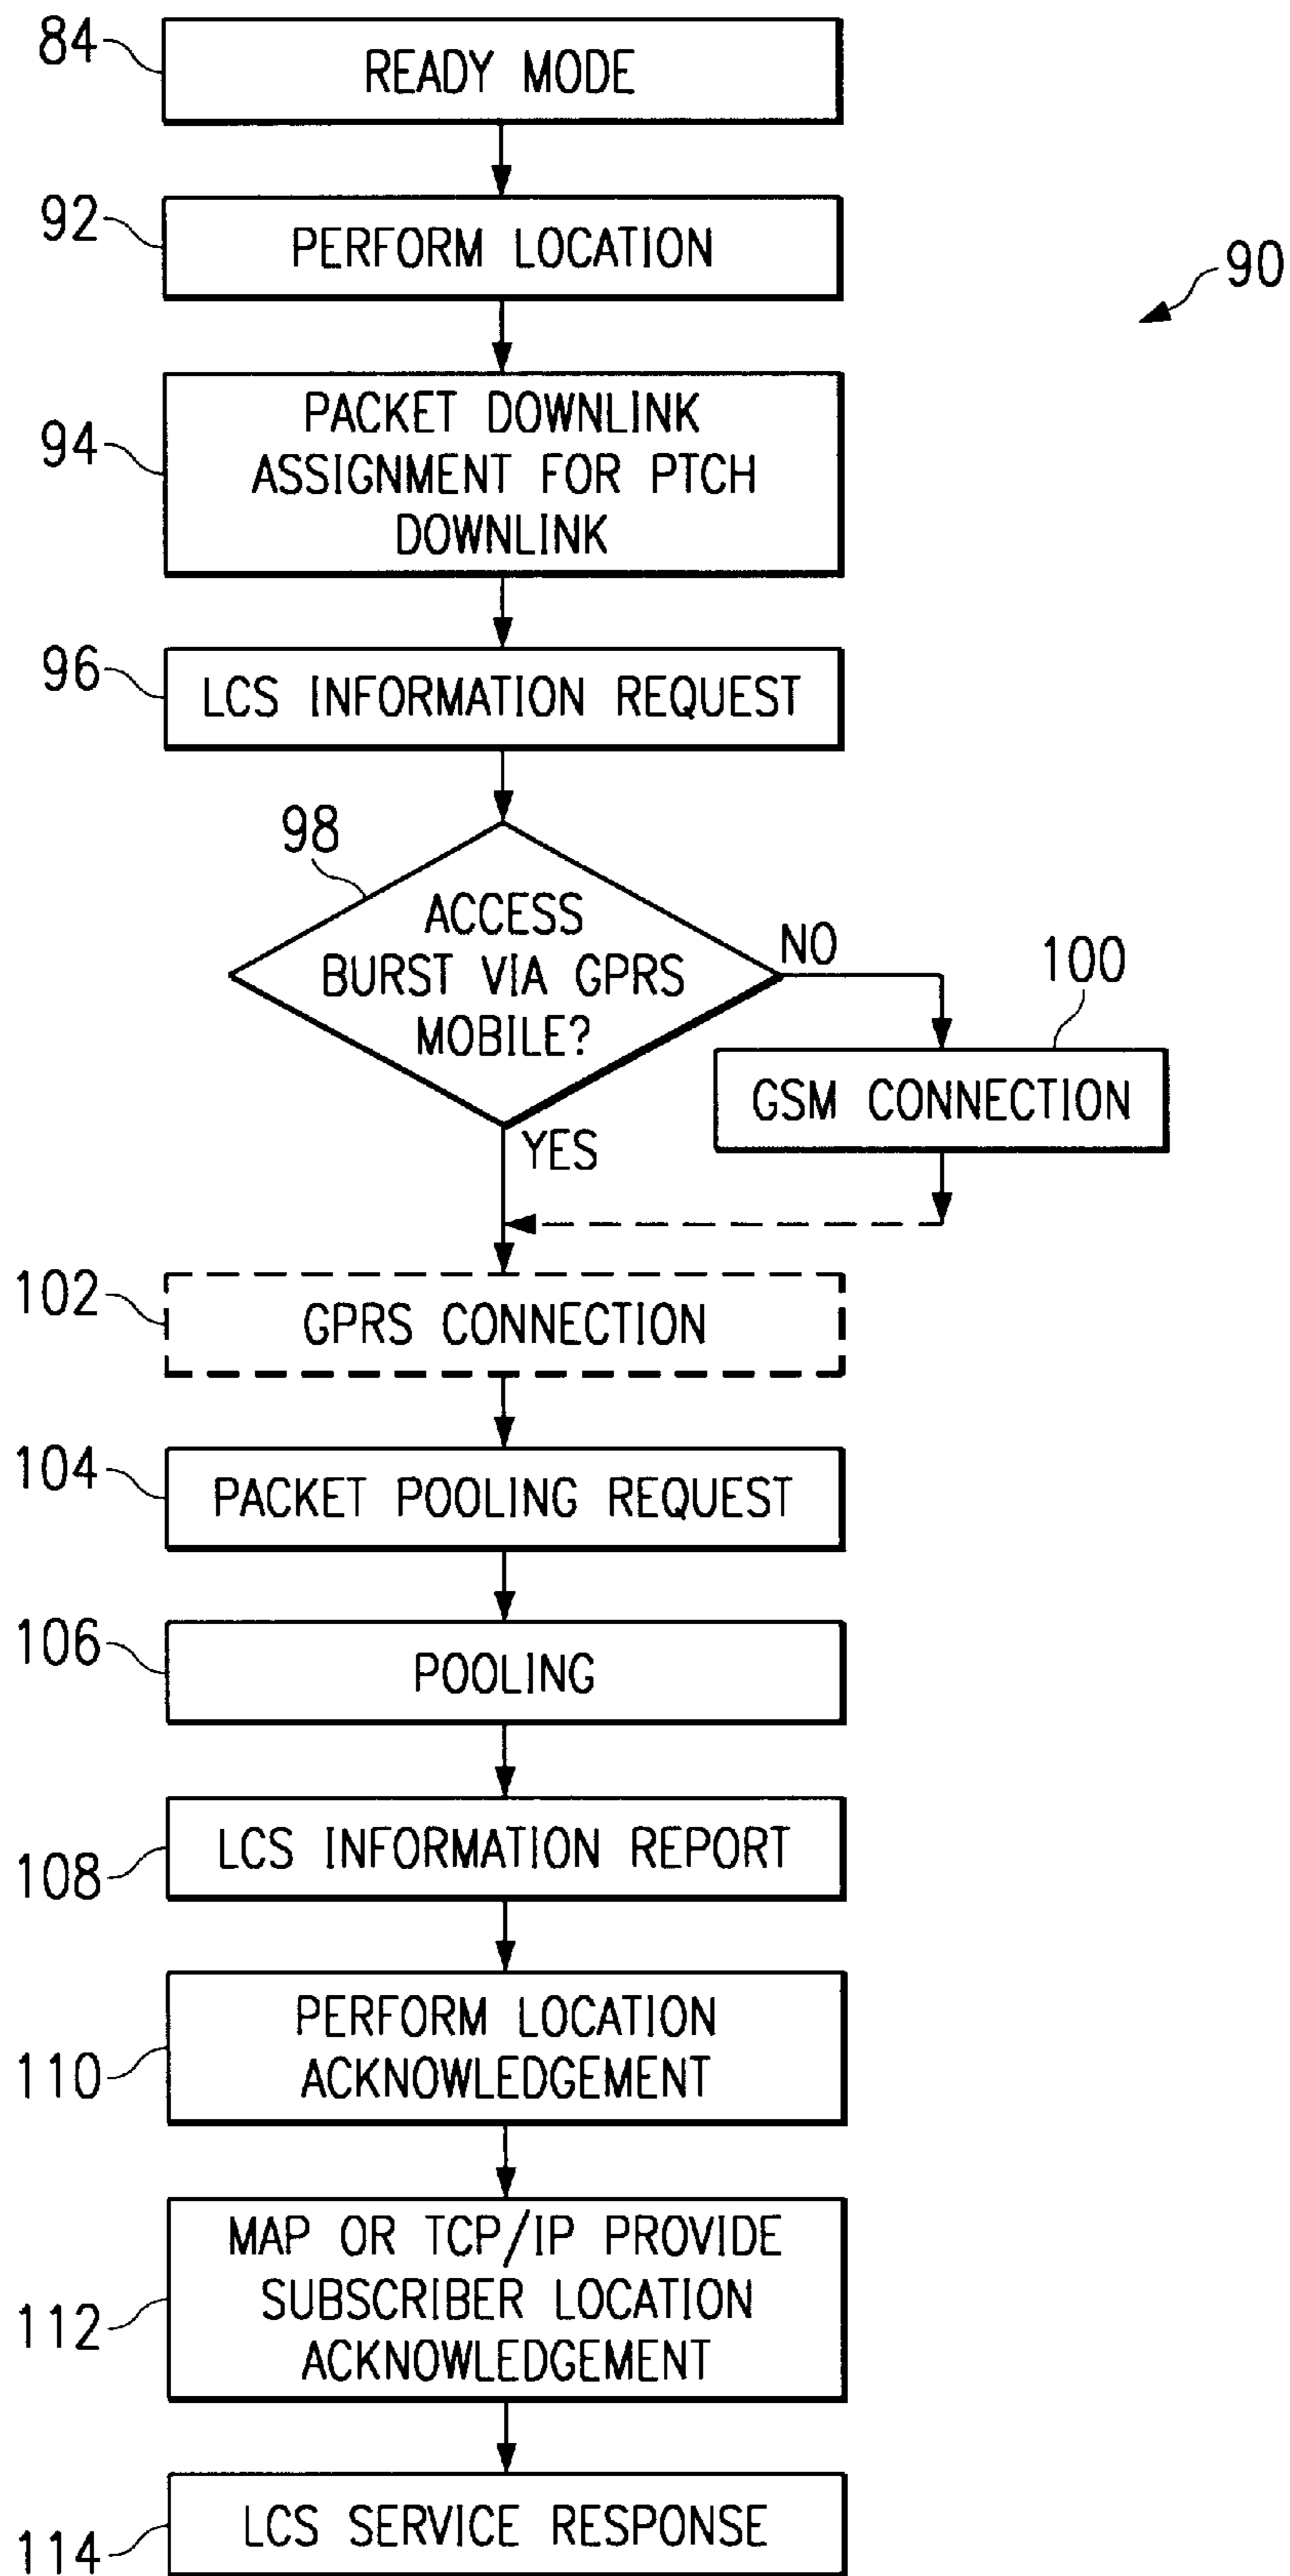 84
READY MODE
92
PERFORM LOCATION
90
94
PACKET DOWNLINK
ASSIGNMENT FOR PTCH
DOWNLINK
96
LCS INFORMATION REQUEST
98
ACCESS
BURST VIA GPRS
MOBILE?
NO
100
GSM CONNECTION
YES
102
GPRS CONNECTION
104
PACKET POOLING REQUEST
106
POOLING
108
LCS INFORMATION REPORT
110
PERFORM LOCATION
ACKNOWLEDGEMENT
112
MAP OR TCP/IP PROVIDE
SUBSCRIBER LOCATION
ACKNOWLEDGEMENT
114
LCS SERVICE RESPONSE